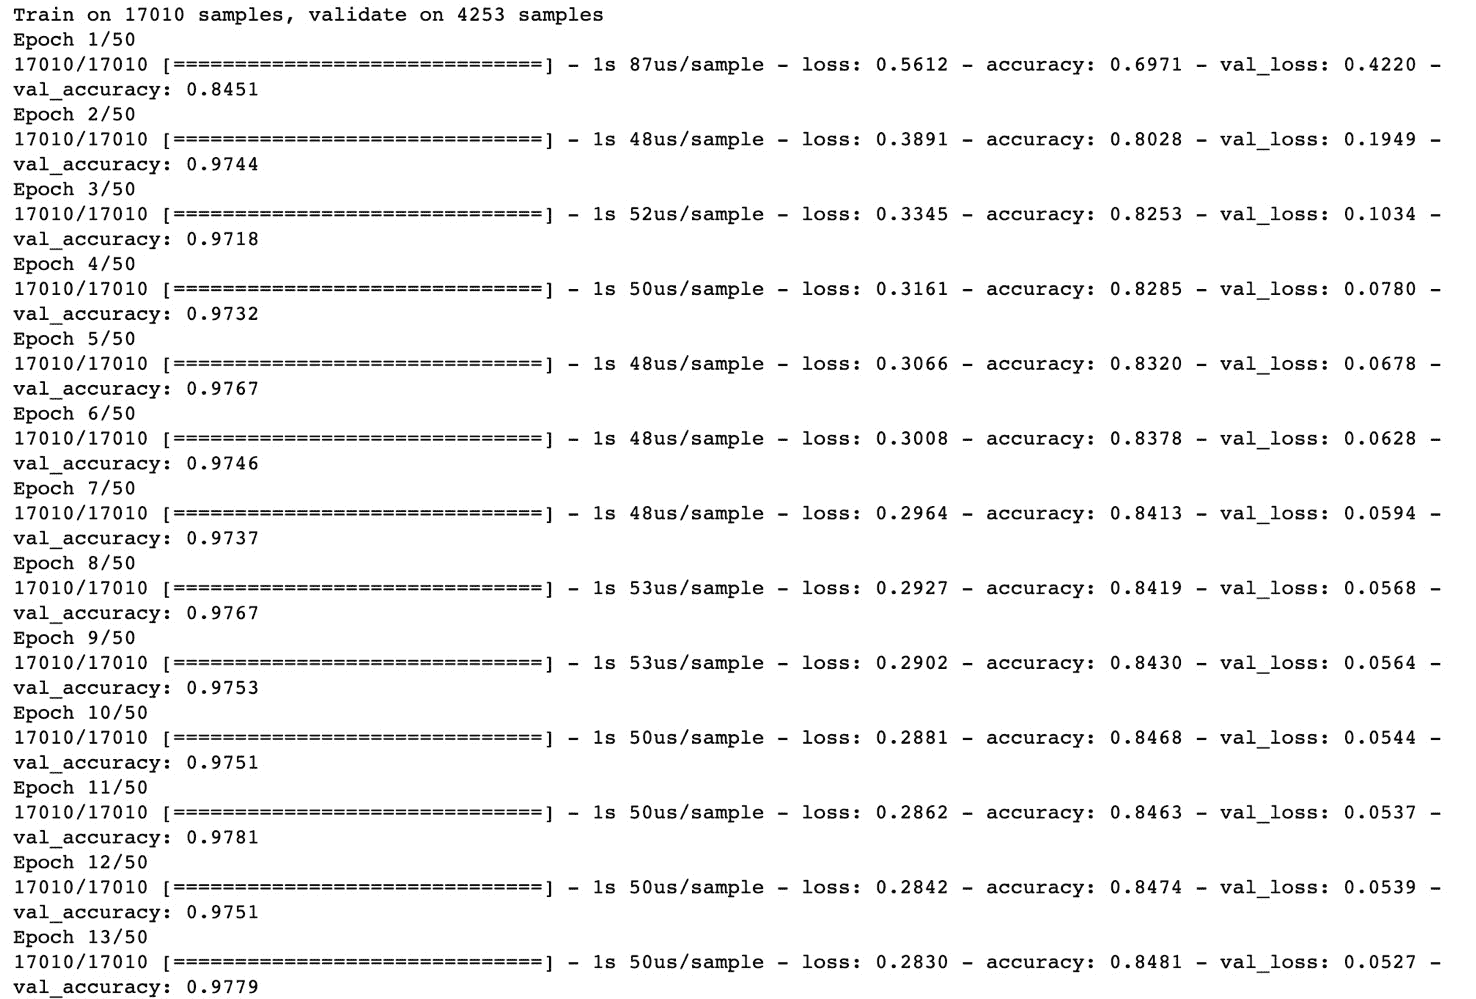 Train on 17010 samples, validate on 4253 samples
Epoch 1/50
17010/17010 [==============================] - 1s 87us/sample - loss: 0.5612 - accuracy: 0.6971 - val_loss: 0.4220 -
val_accuracy: 0.8451
Epoch 2/50
17010/17010 [==============================] - 1s 48us/sample - loss: 0.3891 - accuracy: 0.8028 - val_loss: 0.1949 -
val_accuracy: 0.9744
Epoch 3/50
17010/17010 [==============================] - 1s 52us/sample - loss: 0.3345 - accuracy: 0.8253 - val_loss: 0.1034 -
val_accuracy: 0.9718
Epoch 4/50
17010/17010 [==============================] - 1s 50us/sample - loss: 0.3161 - accuracy: 0.8285 - val_loss: 0.0780 -
val_accuracy: 0.9732
Epoch 5/50
17010/17010 [==============================] - 1s 48us/sample - loss: 0.3066 - accuracy: 0.8320 - val_loss: 0.0678 -
val_accuracy: 0.9767
Epoch 6/50
17010/17010 [==============================] - 1s 48us/sample - loss: 0.3008 - accuracy: 0.8378 - val_loss: 0.0628 -
val_accuracy: 0.9746
Epoch 7/50
17010/17010 [==============================] - 1s 48us/sample - loss: 0.2964 - accuracy: 0.8413 - val_loss: 0.0594 -
val_accuracy: 0.9737
Epoch 8/50
17010/17010 [==============================] - 1s 53us/sample - loss: 0.2927 - accuracy: 0.8419 - val_loss: 0.0568 -
val_accuracy: 0.9767
Epoch 9/50
17010/17010 [==============================] - 1s 53us/sample - loss: 0.2902 - accuracy: 0.8430 - val_loss: 0.0564 -
val_accuracy: 0.9753
Epoch 10/50
17010/17010 [==============================] - 1s 50us/sample - loss: 0.2881 - accuracy: 0.8468 - val_loss: 0.0544 -
val_accuracy: 0.9751
Epoch 11/50
17010/17010 [==============================] - 1s 50us/sample - loss: 0.2862 - accuracy: 0.8463 - val_loss: 0.0537 -
val_accuracy: 0.9781
Epoch 12/50
17010/17010 [==============================] - 1s 50us/sample - loss: 0.2842 - accuracy: 0.8474 - val_loss: 0.0539 -
val_accuracy: 0.9751
Epoch 13/50
17010/17010 [==============================] - 1s 50us/sample - loss: 0.2830 - accuracy: 0.8481 - val_loss: 0.0527 -
val_accuracy: 0.9779